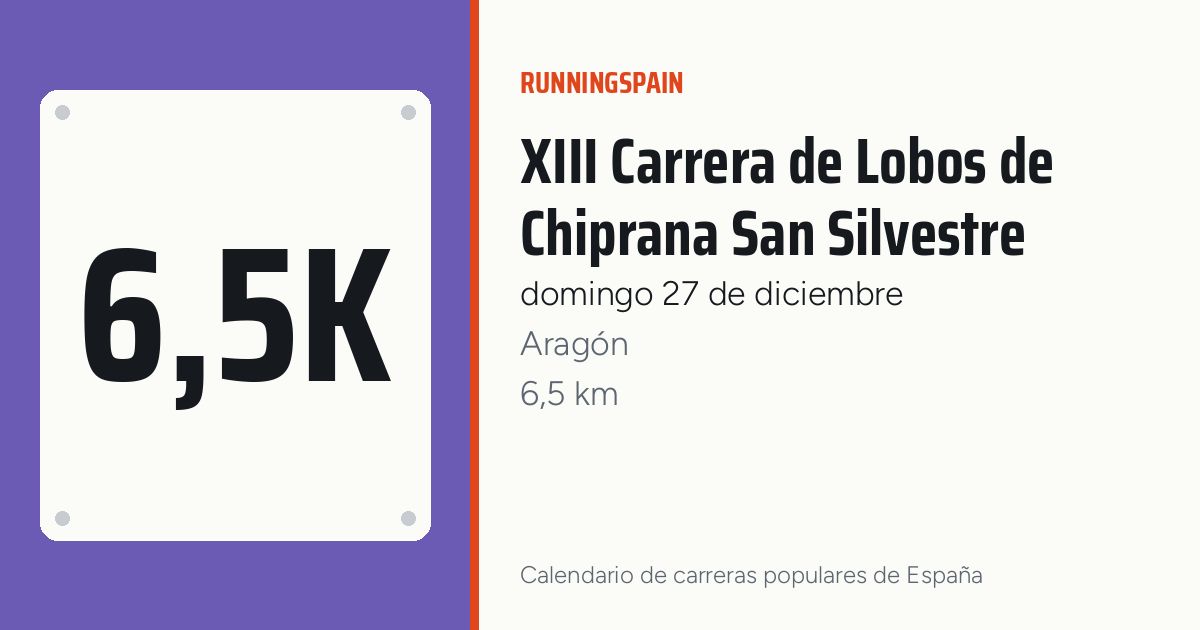 6,5K
RUNNINGSPAIN
XIII Carrera de Lobos de
Chiprana San Silvestre
domingo 27 de diciembre
Aragón
6,5 km
Calendario de carreras populares de España